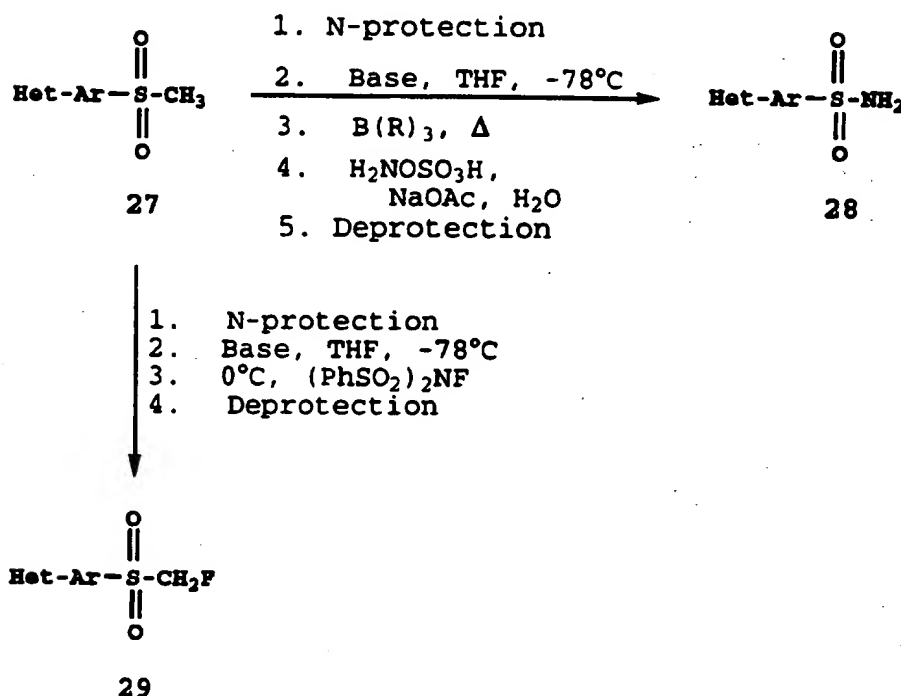 1. N-protection
2. Base, THF, -78°C
3. B(R)₃, Δ
4. H₂NOSO₃H,
NaOAc, H₂O
5. Deprotection
O
Het-Ar-S-CH₃
O
27
O
Het-Ar-S-NH₂
O
28
1. N-protection
2. Base, THF, -78°C
3. 0°C, (PhSO₂)₂NF
4. Deprotection
O
Het-Ar-S-CH₂F
O
29